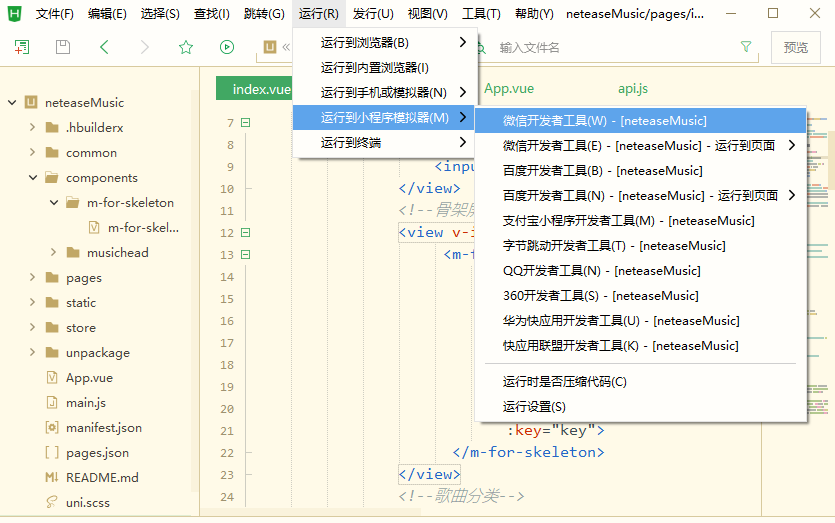 文件(F) 编辑(E) 选择(S) 查找(I) 跳转(G) 运行(R) 发行(U) 视图(V) 工具(T) 帮助(Y) neteaseMusic/pages/i...
输入文件名 预览
运行到浏览器(B)
运行到内置浏览器(I)
运行到手机或模拟器(N)
运行到小程序模拟器(M)
运行到终端
微信开发者工具(W) - [neteaseMusic]
微信开发者工具(E) - [neteaseMusic] - 运行到页面
百度开发者工具(B) - [neteaseMusic]
百度开发者工具(N) - [neteaseMusic] - 运行到页面
支付宝小程序开发者工具(M) - [neteaseMusic]
字节跳动开发者工具(T) - [neteaseMusic]
QQ开发者工具(N) - [neteaseMusic]
360开发者工具(S) - [neteaseMusic]
华为快应用开发者工具(U) - [neteaseMusic]
快应用联盟开发者工具(K) - [neteaseMusic]
运行时是否压缩代码(C)
运行设置(S)
neteaseMusic
.hbuilderx
common
components
m-for-skeleton
m-for-skel...
musichead
pages
static
store
unpackage
App.vue
main.js
manifest.json
pages.json
README.md
uni.scss
index.vue App.vue api.js
7
8
9 <inpu
10 </view>
11 <!--骨架屏
12 <view v-i
13 <m-f
14
15
16
17
18
19
20
21 :key="key">
22 </m-for-skeleton>
23 </view>
24 <!--歌曲分类-->